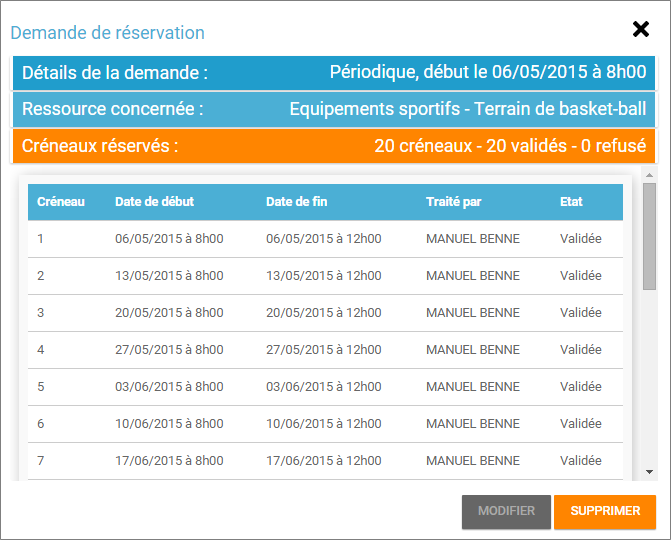 Demande de réservation
Détails de la demande : Périodique, début le 06/05/2015 à 8h00
Ressource concernée : Equipements sportifs - Terrain de basket-ball
Créneaux réservés : 20 créneaux - 20 validés - 0 refusé
Créneau Date de début Date de fin Traité par Etat
1 06/05/2015 à 8h00 06/05/2015 à 12h00 MANUEL BENNE Validée
2 13/05/2015 à 8h00 13/05/2015 à 12h00 MANUEL BENNE Validée
3 20/05/2015 à 8h00 20/05/2015 à 12h00 MANUEL BENNE Validée
4 27/05/2015 à 8h00 27/05/2015 à 12h00 MANUEL BENNE Validée
5 03/06/2015 à 8h00 03/06/2015 à 12h00 MANUEL BENNE Validée
6 10/06/2015 à 8h00 10/06/2015 à 12h00 MANUEL BENNE Validée
7 17/06/2015 à 8h00 17/06/2015 à 12h00 MANUEL BENNE Validée
MODIFIER SUPPRIMER